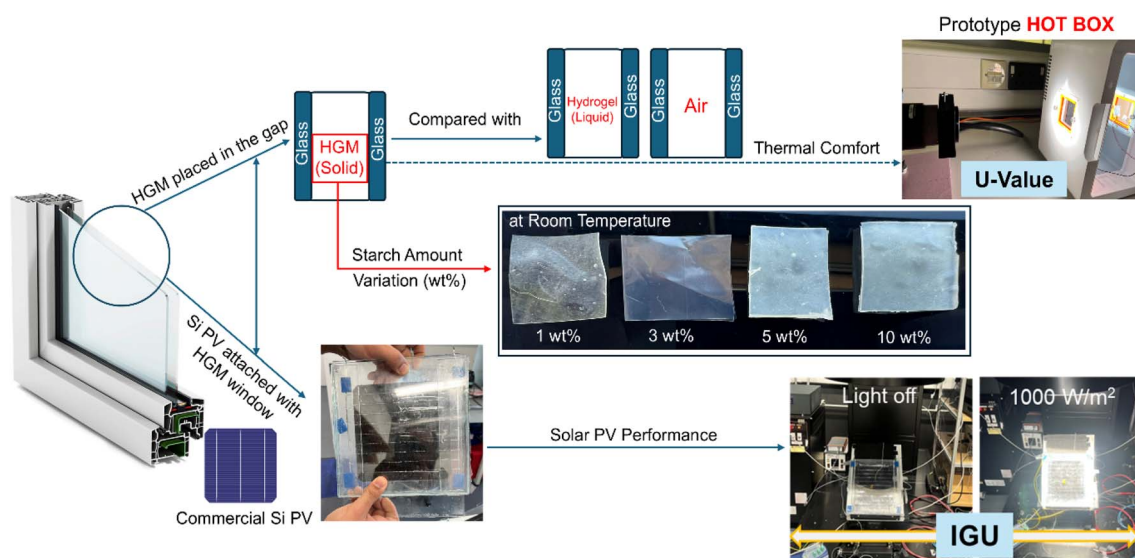 Prototype HOT BOX
HGM placed in the gap
Glass
HGM
(Solid)
Glass
Compared with
Glass
Hydrogel
(Liquid)
Glass
Glass
Air
Glass
Thermal Comfort
U-Value
Starch Amount
Variation (wt%)
at Room Temperature
1 wt%
3 wt%
5 wt%
10 wt%
Si PV attached with
HGM window
Commercial Si PV
Solar PV Performance
Light off
1000 W/m²
IGU